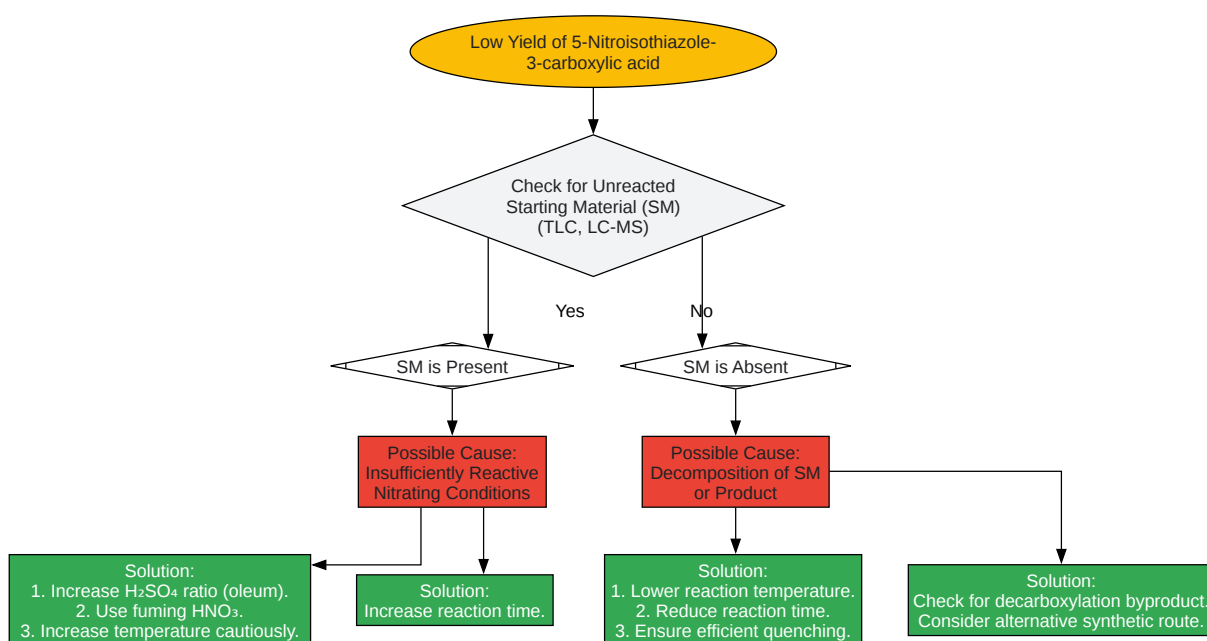 Low Yield of 5-Nitroisothiazole-
3-carboxylic acid
Check for Unreacted
Starting Material (SM)
(TLC, LC-MS)
Yes
No
SM is Present
SM is Absent
Possible Cause:
Insufficiently Reactive
Nitrating Conditions
Possible Cause:
Decomposition of SM
or Product
Solution:
1. Increase H₂SO₄ ratio (oleum).
2. Use fuming HNO₃.
3. Increase temperature cautiously.
Solution:
Increase reaction time.
Solution:
1. Lower reaction temperature.
2. Reduce reaction time.
3. Ensure efficient quenching.
Solution:
Check for decarboxylation byproduct.
Consider alternative synthetic route.